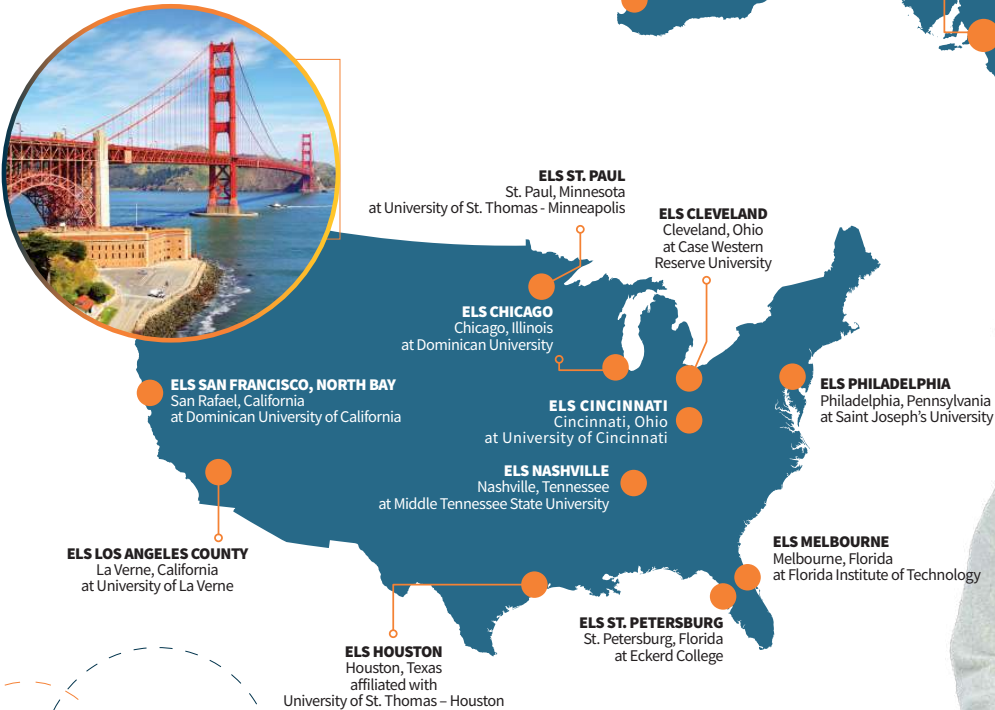 ELS ST. PAUL
St. Paul, Minnesota
at University of St. Thomas - Minneapolis
ELS CLEVELAND
Cleveland, Ohio
at Case Western
Reserve University
ELS CHICAGO
Chicago, Illinois
at Dominican University
ELS SAN FRANCISCO, NORTH BAY
San Rafael, California
at Dominican University of California
ELS CINCINNATI
Cincinnati, Ohio
at University of Cincinnati
ELS PHILADELPHIA
Philadelphia, Pennsylvania
at Saint Joseph's University
ELS NASHVILLE
Nashville, Tennessee
at Middle Tennessee State University
ELS LOS ANGELES COUNTY
La Verne, California
at University of La Verne
ELS MELBOURNE
Melbourne, Florida
at Florida Institute of Technology
ELS ST. PETERSBURG
St. Petersburg, Florida
at Eckerd College
ELS HOUSTON
Houston, Texas
affiliated with
University of St. Thomas – Houston